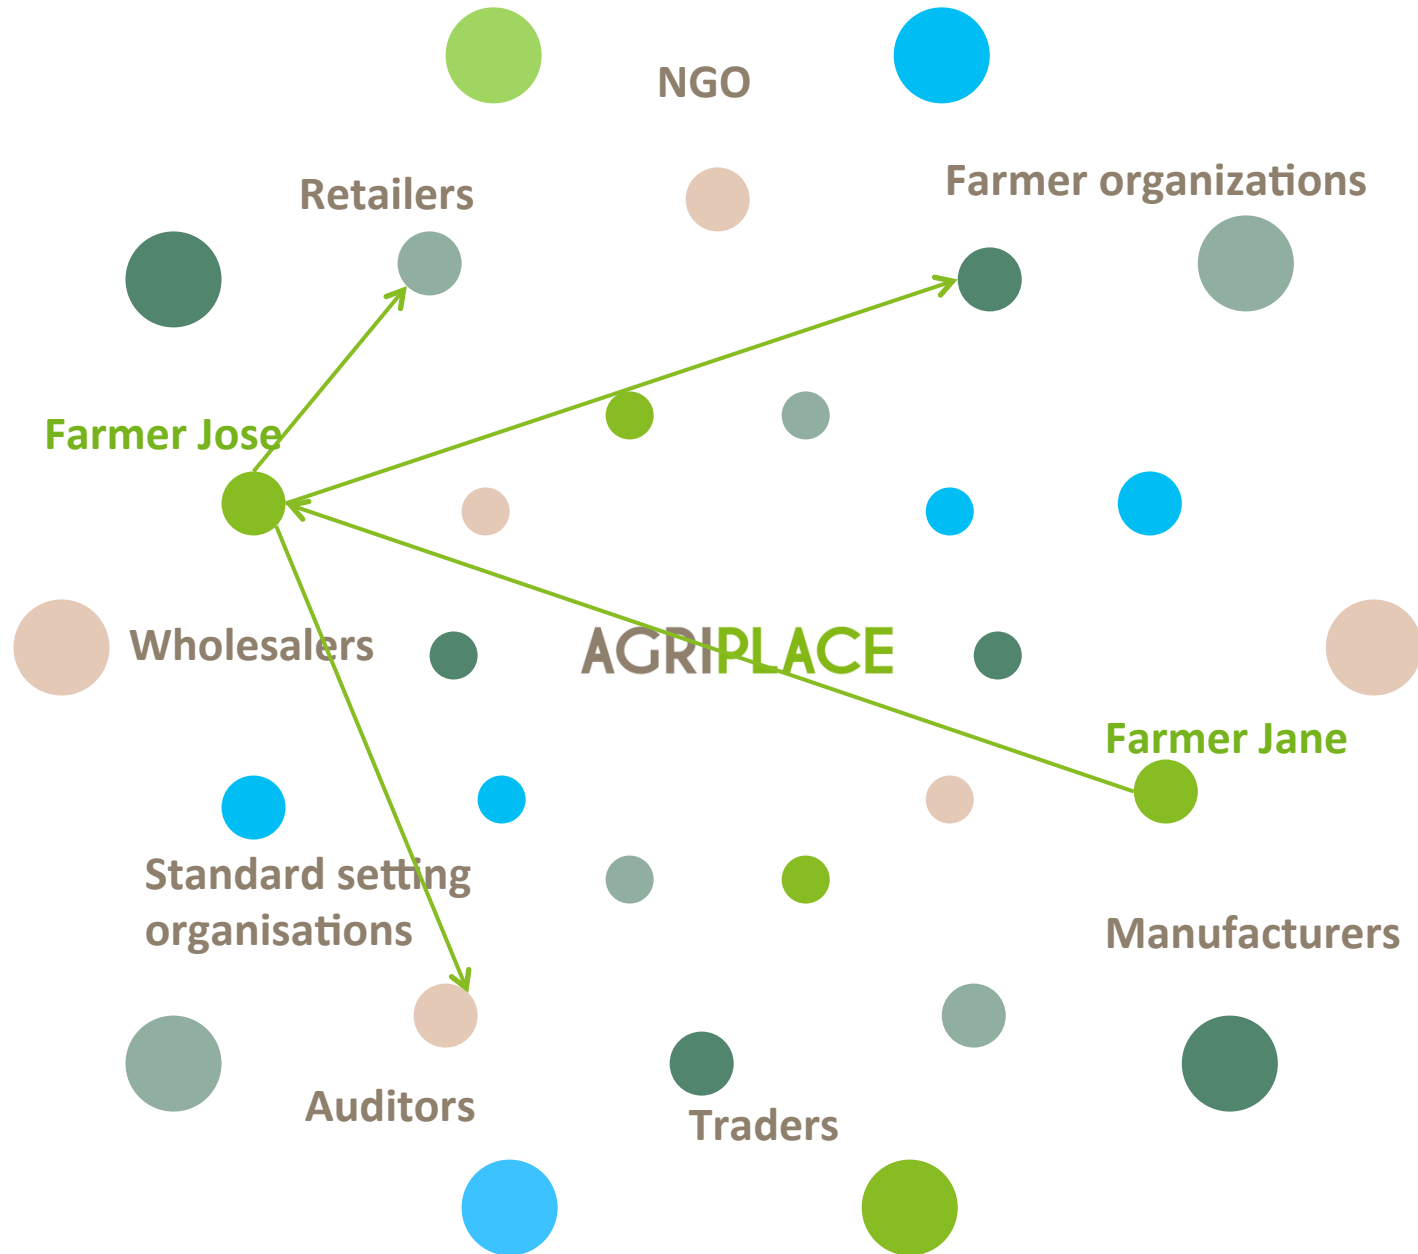 NGO
Retailers
Farmer organizations
Farmer Jose
Wholesalers
AGRIPLACE
Farmer Jane
Standard setting
organisations
Manufacturers
Auditors
Traders